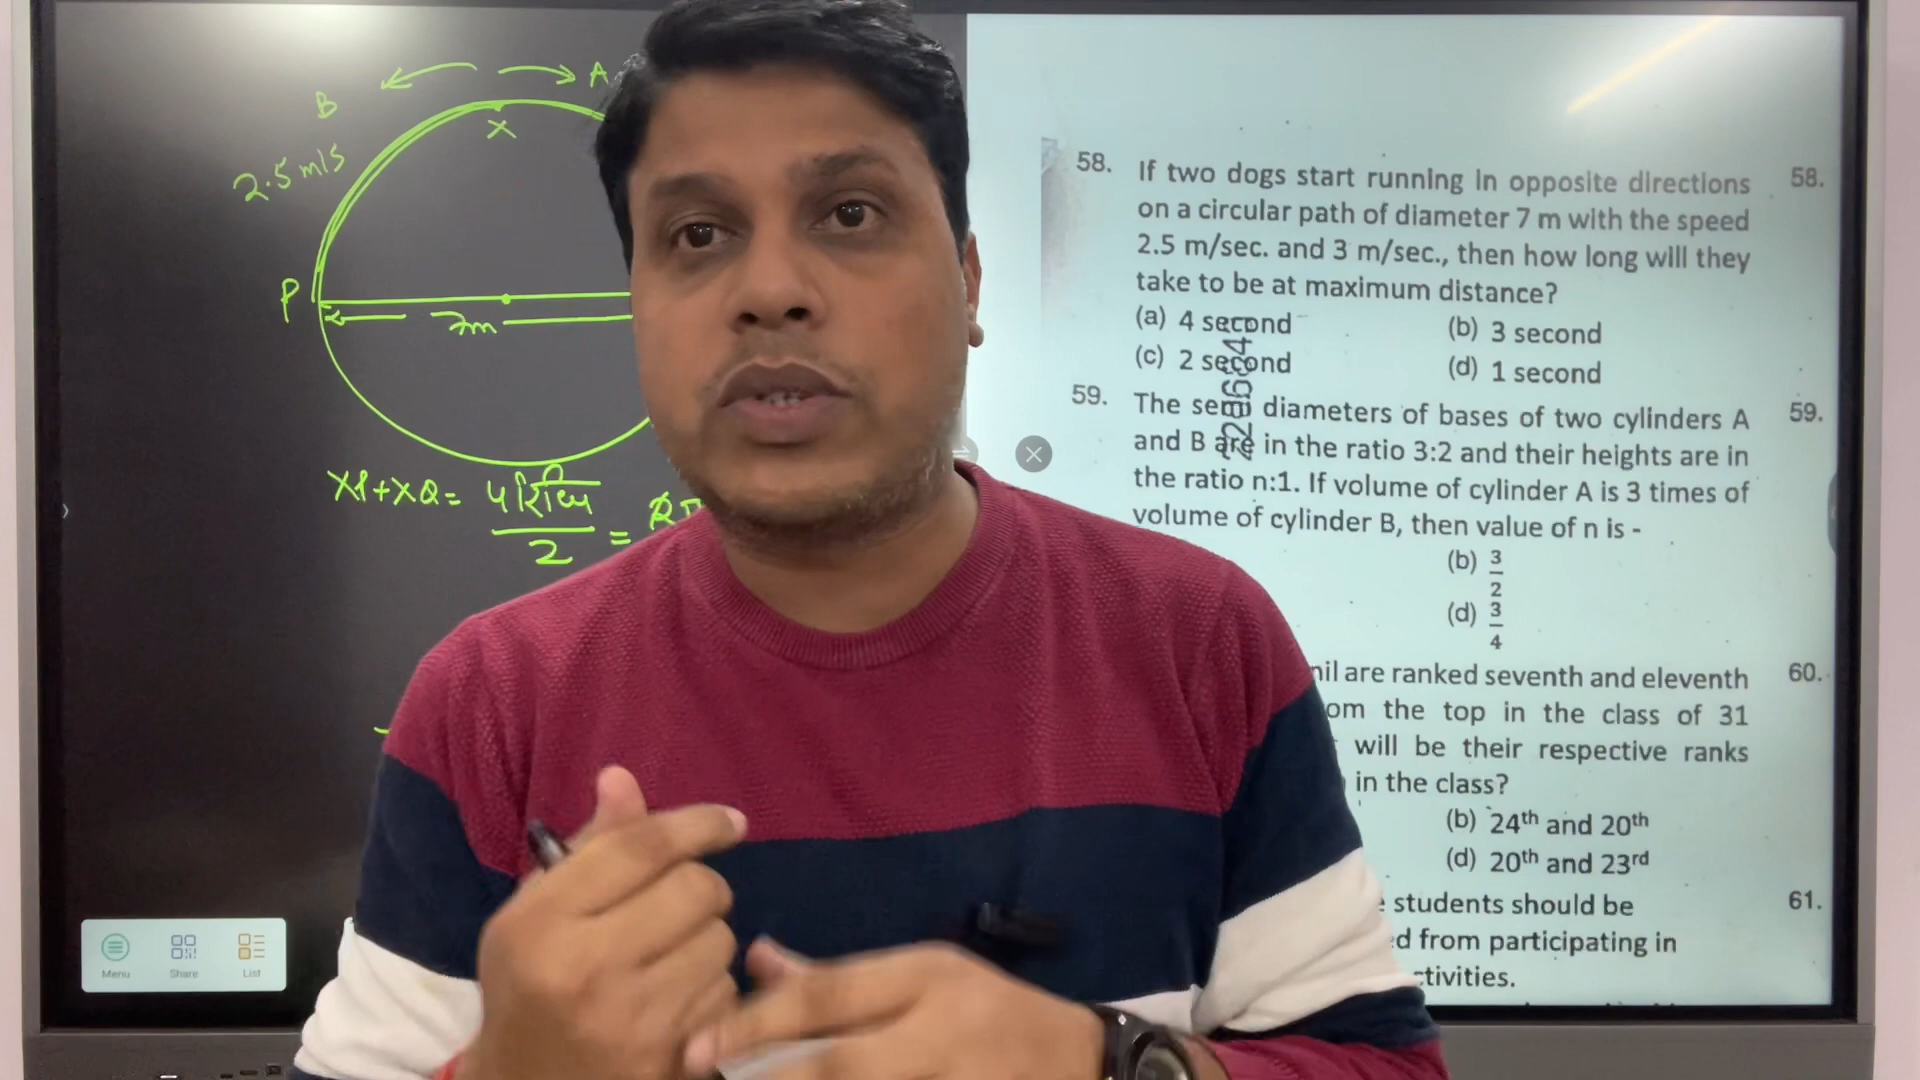 B
A
X
2.5 m/s
P
7m
XP+XQ= परिधि
2
=
58. If two dogs start running in opposite directions
on a circular path of diameter 7 m with the speed
2.5 m/sec. and 3 m/sec., then how long will they
take to be at maximum distance?
(a) 4 second (b) 3 second
(c) 2 second (d) 1 second
59. The semi diameters of bases of two cylinders A
and B are in the ratio 3:2 and their heights are in
the ratio n:1. If volume of cylinder A is 3 times of
volume of cylinder B, then value of n is -
(b) 3/2
(d) 3/4
nil are ranked seventh and eleventh
om the top in the class of 31
will be their respective ranks
in the class?
(b) 24th and 20th
(d) 20th and 23rd
students should be
d from participating in
ctivities.
58.
59.
60.
61.
Menu Share List